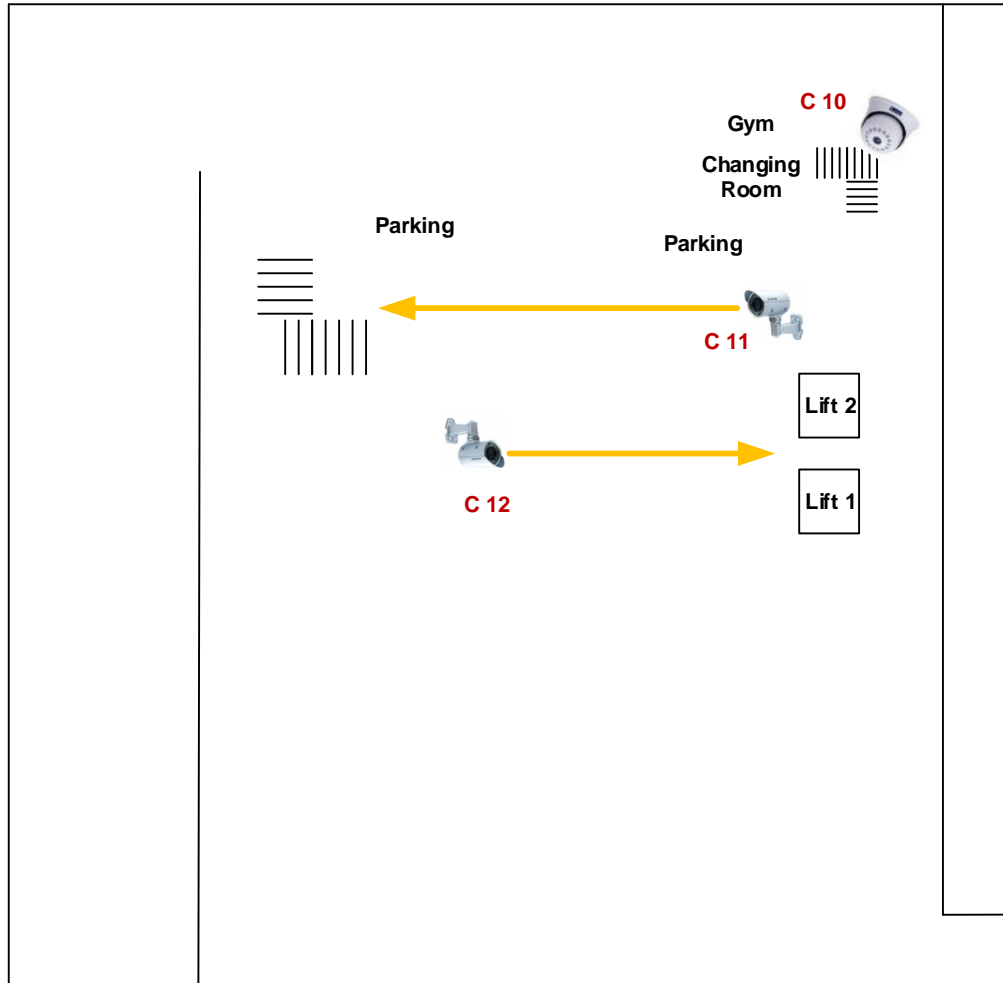 C 10
Gym
Changing
Room
Parking
Parking
C 11
Lift 2
C 12
Lift 1